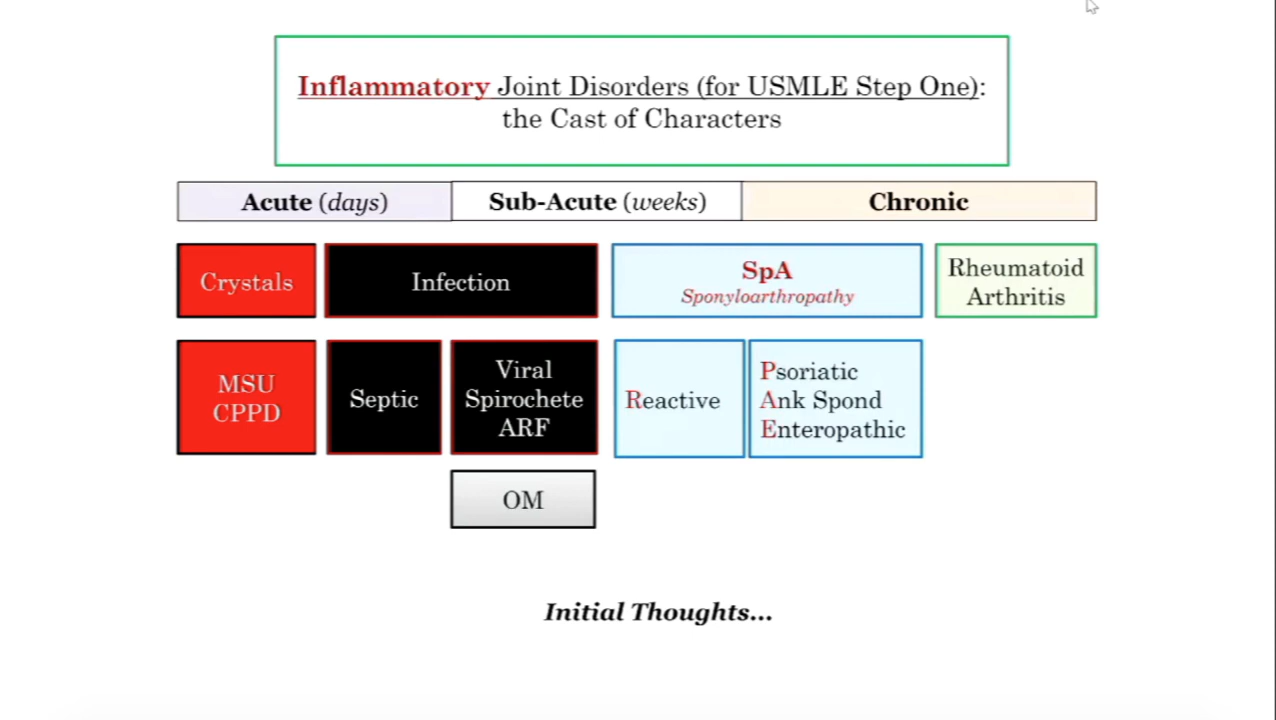 Inflammatory Joint Disorders (for USMLE Step One):
the Cast of Characters
Acute (days)
Sub-Acute (weeks)
Chronic
Crystals
Infection
SpA
Sponyloarthropathy
Rheumatoid
Arthritis
MSU
CPPD
Septic
Viral
Spirochete
ARF
Reactive
Psoriatic
Ank Spond
Enteropathic
OM
Initial Thoughts...